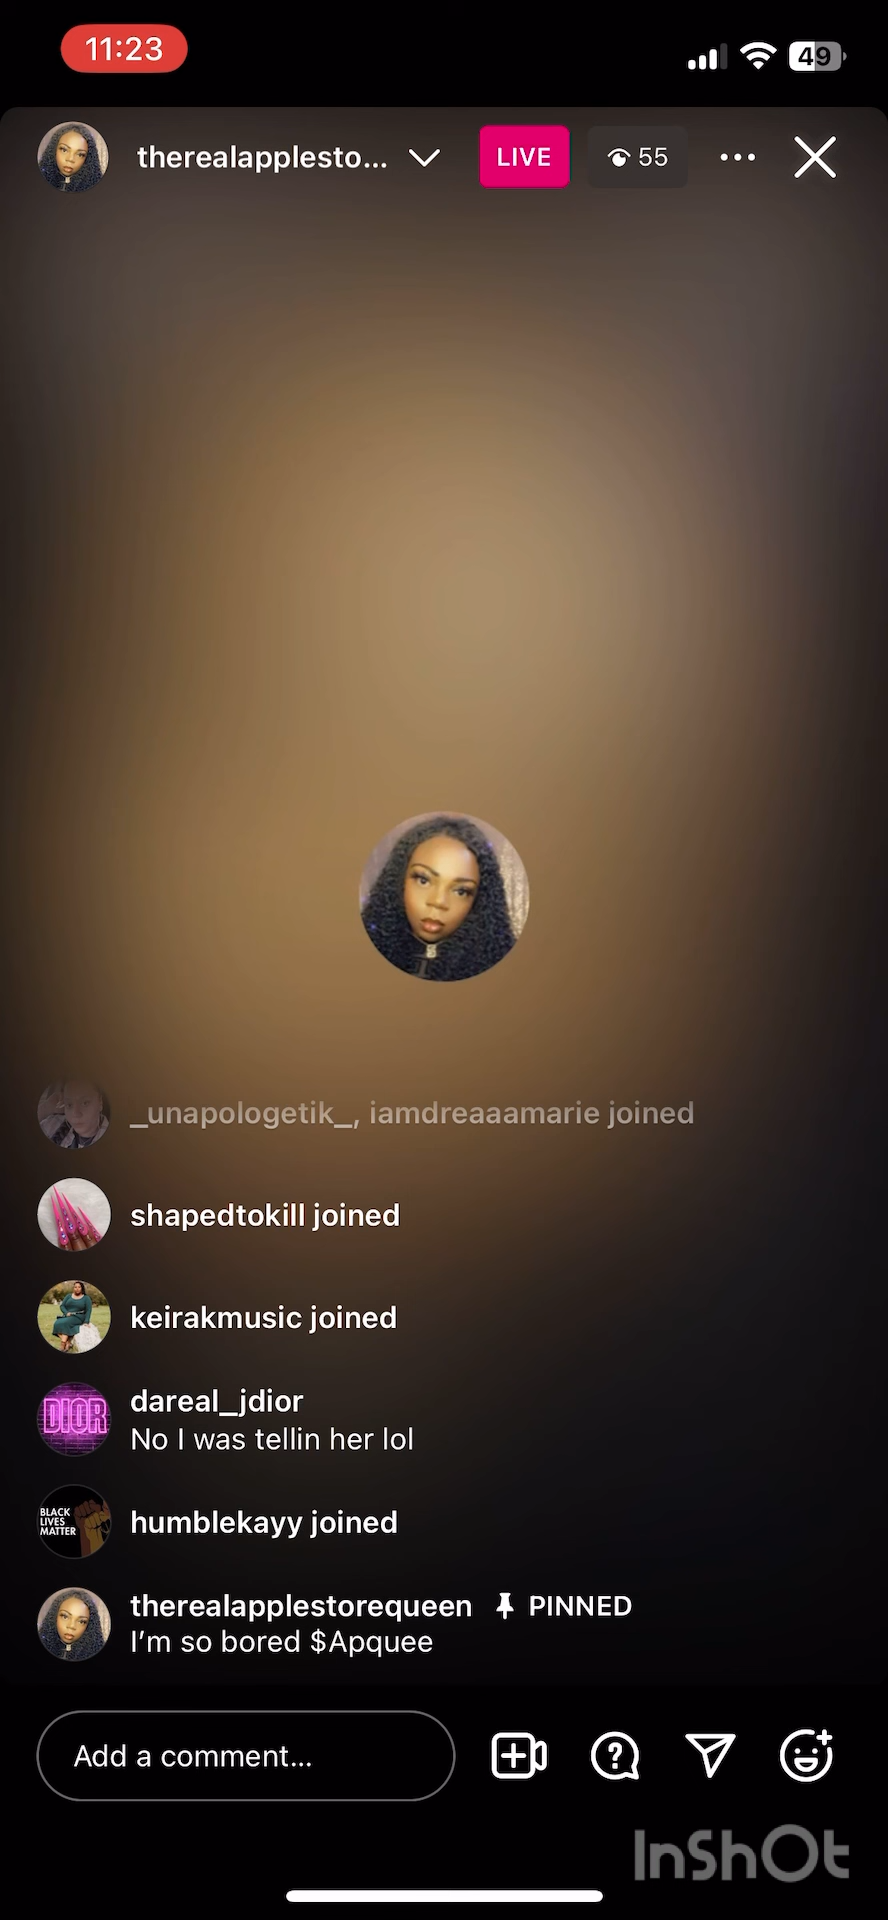 11:23
49
therealapplesto...
LIVE
55
_unapologetik_, iamdreaaamarie joined
shapedtokill joined
keirakmusic joined
DIOR
dareal_jdior
No I was tellin her lol
BLACK
LIVES
MATTER
humblekayy joined
therealapplestorequeen PINNED
I'm so bored $Apquee
Add a comment...
InShOt